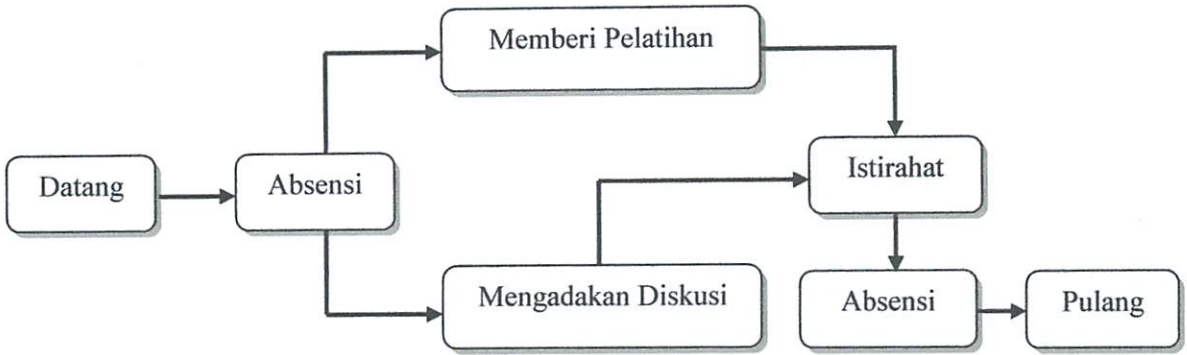 Memberi Pelatihan
Datang
Absensi
Istirahat
Mengadakan Diskusi
Absensi
Pulang